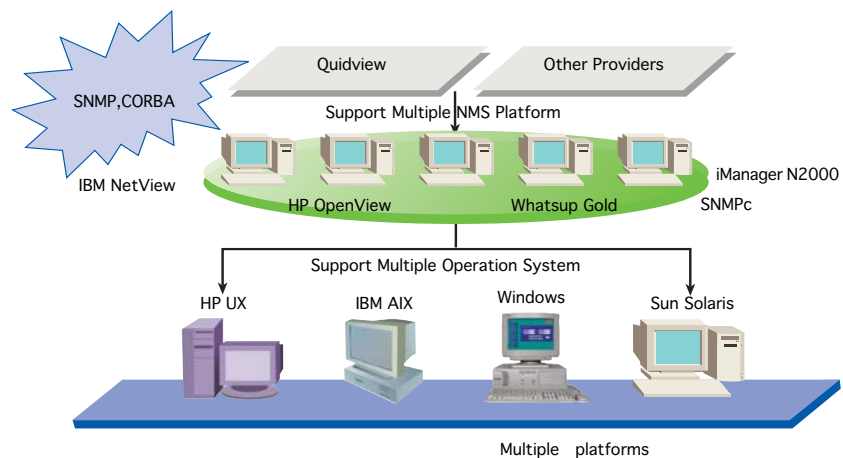 Quidview
Other Providers
SNMP,CORBA
Support Multiple NMS Platform
IBM NetView
iManager N2000
HP OpenView
Whatsup Gold
SNMPc
Support Multiple Operation System
HP UX
IBM AIX
Windows
Sun Solaris
Multiple platforms